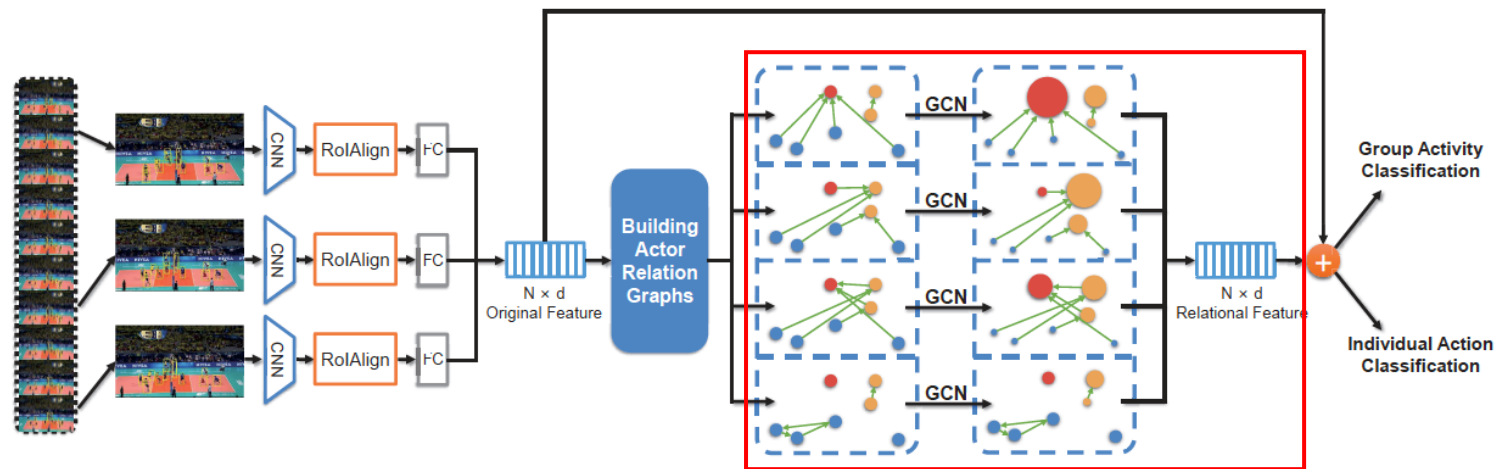 CNN
RoIAlign
FC
CNN
RoIAlign
FC
CNN
RoIAlign
FC
N × d
Original Feature
Building
Actor
Relation
Graphs
GCN
GCN
GCN
GCN
N × d
Relational Feature
+
Group Activity
Classification
Individual Action
Classification